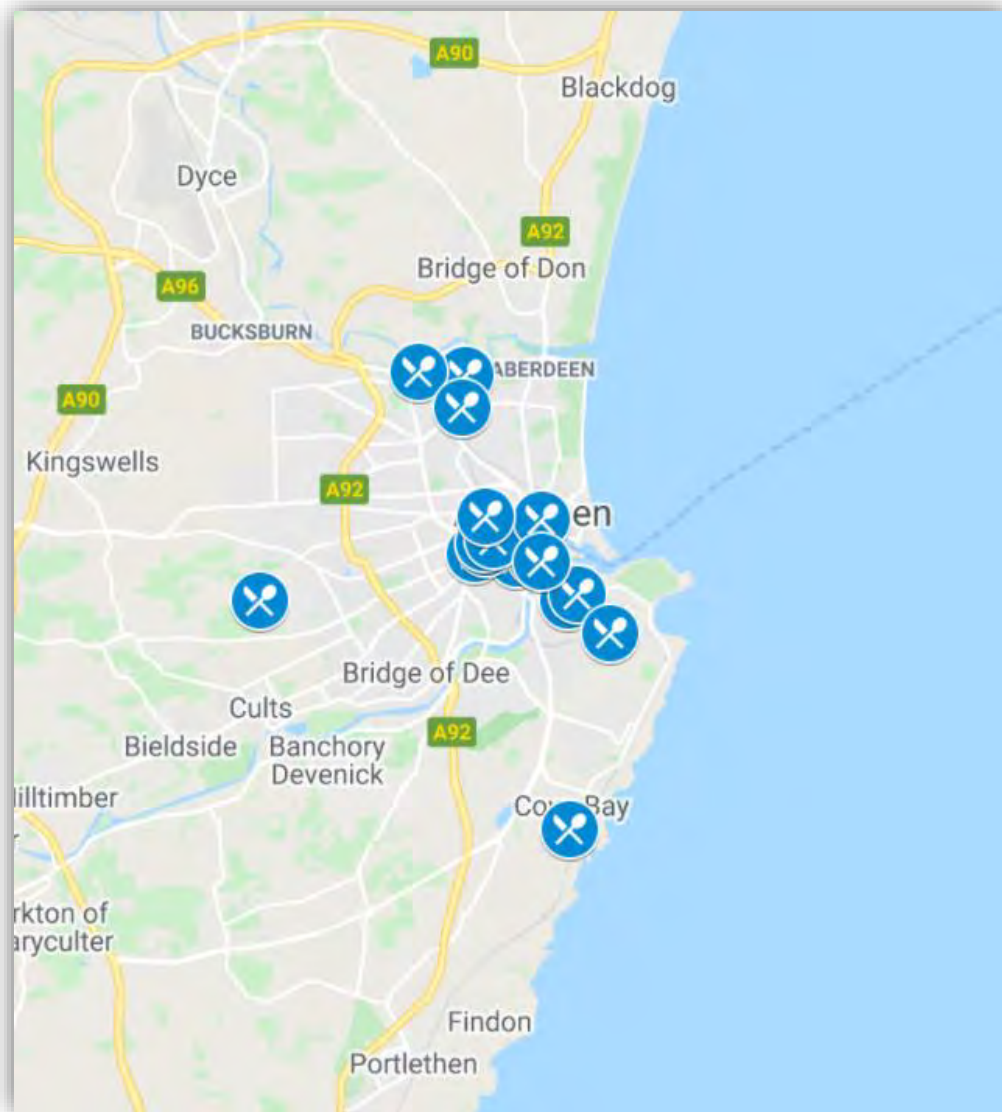 A90
Blackdog
Dyce
A92
Bridge of Don
A96
BUCKSBURN
ABERDEEN
A90
Kingswells
A92
en
Bridge of Dee
Cults
A92
Bieldside
Banchory
Devenick
illtimber
Co
Bay
rkton of
aryculter
Findon
Portlethen